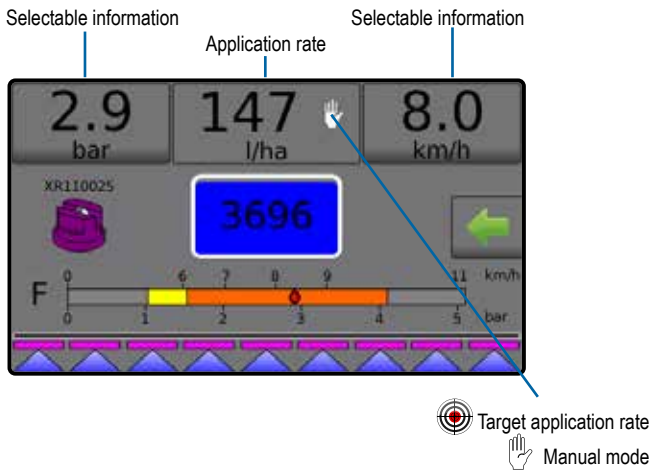 Selectable information
Application rate
Selectable information
2.9
bar
147
l/ha
8.0
km/h
XR110025
3696
F
0 6 7 8 9 11 km/h
0 1 2 3 4 5 bar
Target application rate
Manual mode